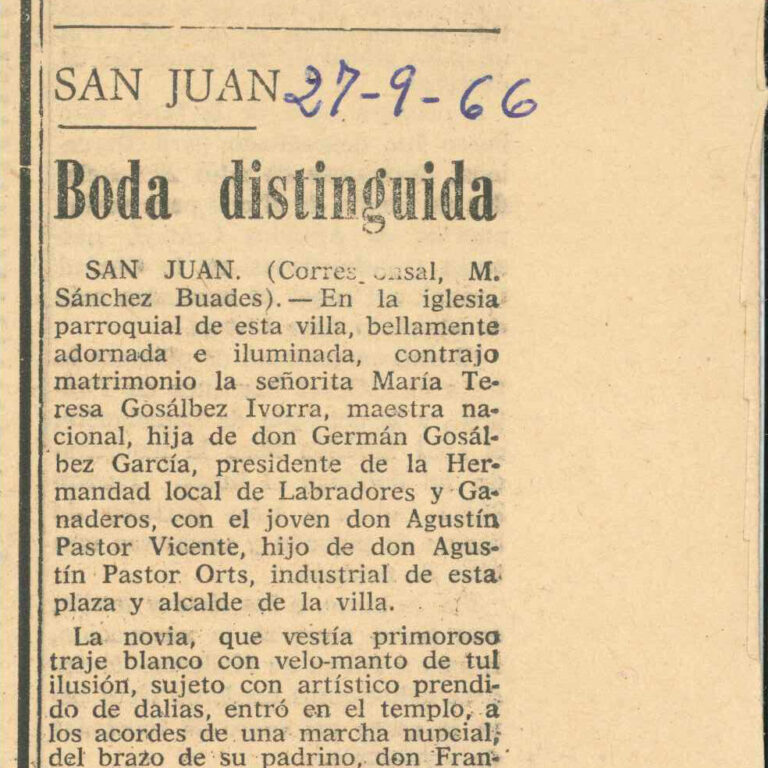 SAN JUAN 27-9-66
Boda distinguida
SAN JUAN. (Corresponsal, M.
Sánchez Buades). — En la iglesia
parroquial de esta villa, bellamente
adornada e iluminada, contrajo
matrimonio la señorita María Te-
resa Gosálbez Ivorra, maestra na-
cional, hija de don Germán Gosál-
bez García, presidente de la Her-
mandad local de Labradores y Ga-
naderos, con el joven don Agustín
Pastor Vicente, hijo de don Agus-
tín Pastor Orts, industrial de esta
plaza y alcalde de la villa.
La novia, que vestía primoroso
traje blanco con velo-manto de tul
ilusión, sujeto con artístico prendi-
do de dalias, entró en el templo, a
los acordes de una marcha nupcial,
del brazo de su padrino, don Fran-